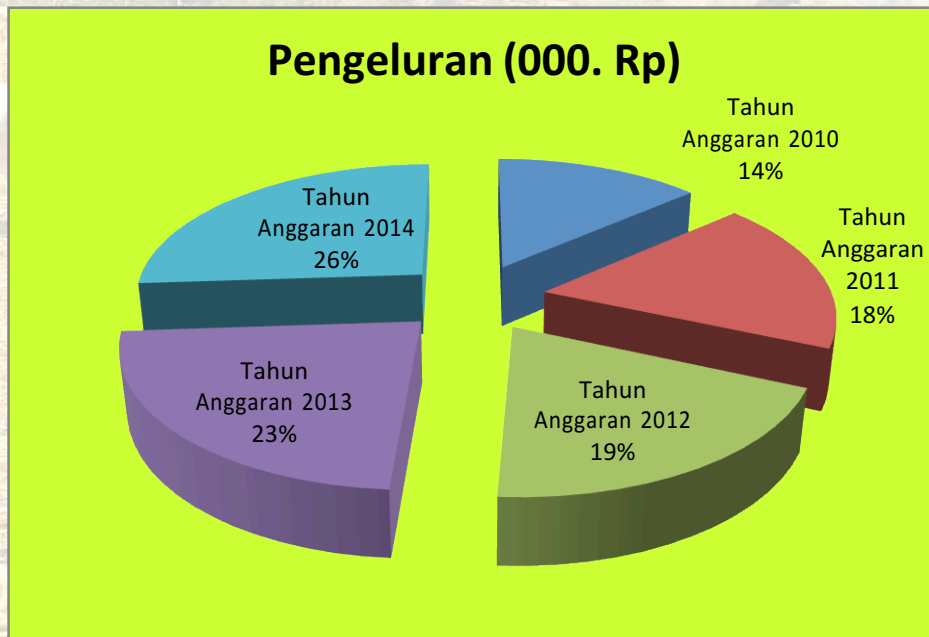 Pengeluran (000. Rp)
Tahun
Anggaran 2010
14%
Tahun
Anggaran
2011
18%
Tahun
Anggaran 2012
19%
Tahun
Anggaran 2013
23%
Tahun
Anggaran 2014
26%